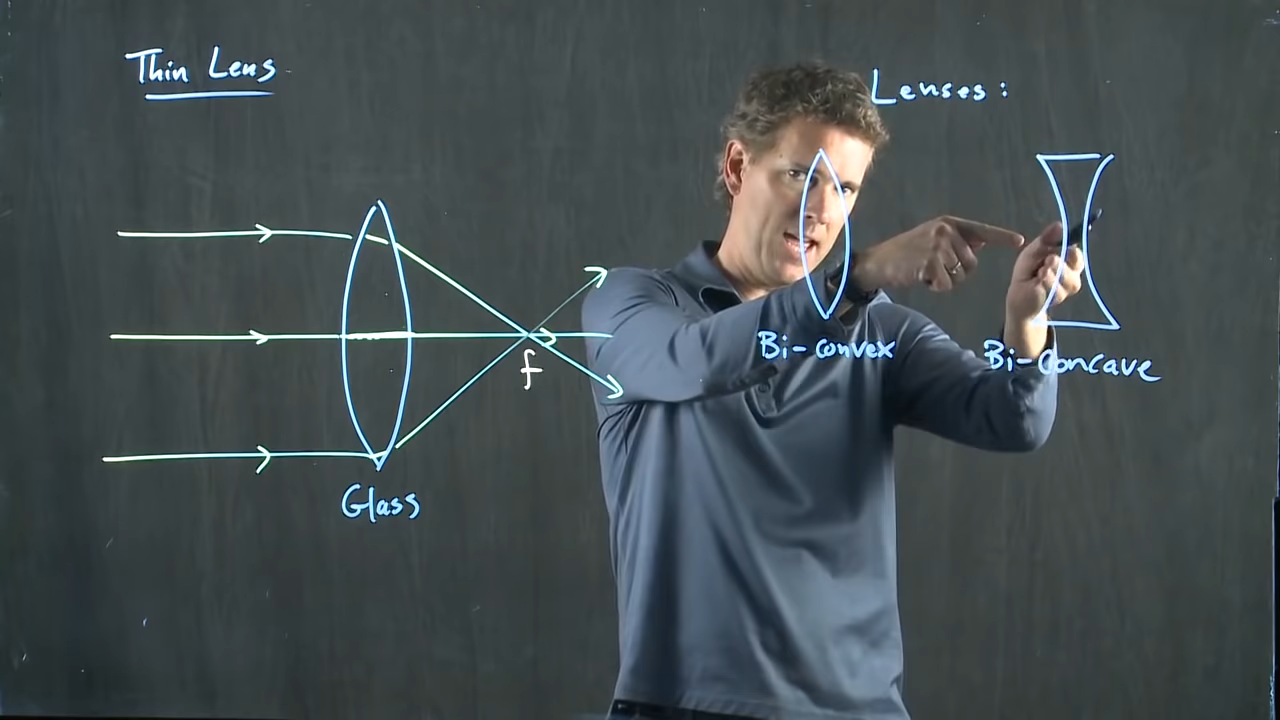 Thin Lens
Lenses:
f
Bi-convex
Bi-concave
Glass